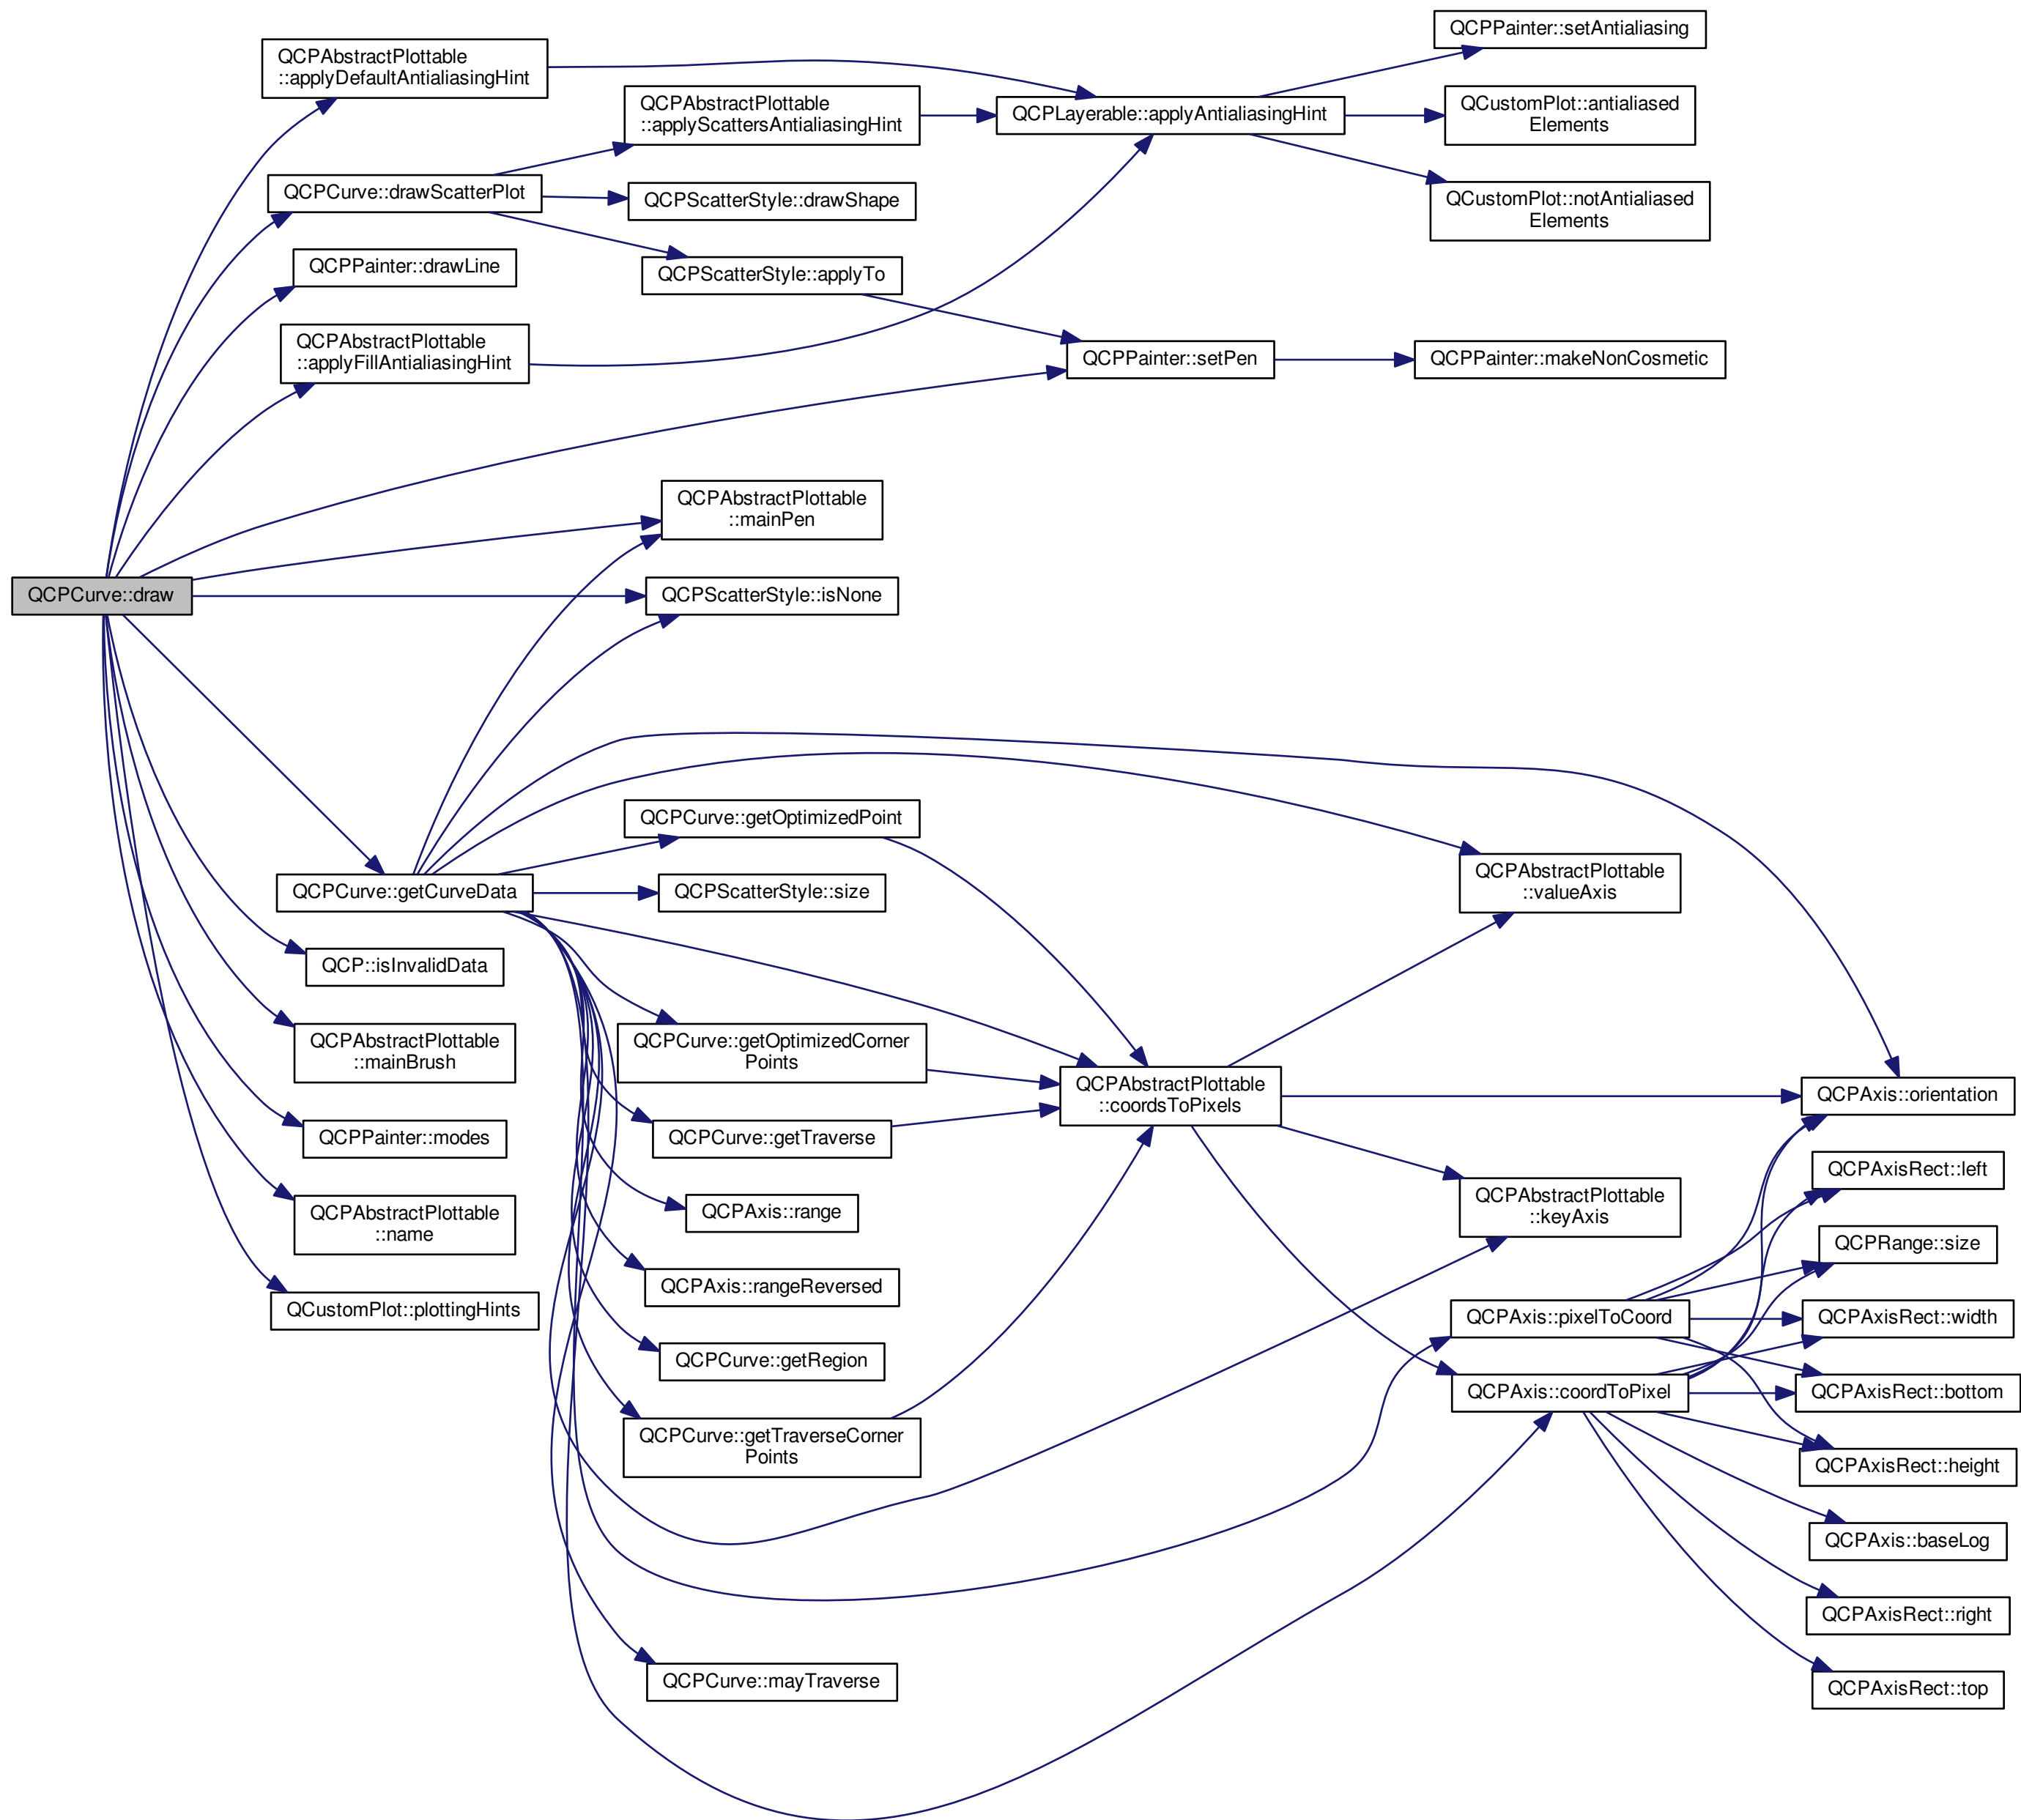 QCPCurve::draw
QCPAbstractPlottable
::applyDefaultAntialiasingHint
QCPCurve::drawScatterPlot
QCPPainter::drawLine
QCPAbstractPlottable
::applyFillAntialiasingHint
QCPCurve::getCurveData
QCP::isInvalidData
QCPAbstractPlottable
::mainBrush
QCPPainter::modes
QCPAbstractPlottable
::name
QCustomPlot::plottingHints
QCPAbstractPlottable
::applyScattersAntialiasingHint
QCPScatterStyle::drawShape
QCPScatterStyle::applyTo
QCPAbstractPlottable
::mainPen
QCPScatterStyle::isNone
QCPCurve::getOptimizedPoint
QCPScatterStyle::size
QCPCurve::getOptimizedCorner
Points
QCPCurve::getTraverse
QCPAxis::range
QCPAxis::rangeReversed
QCPCurve::getRegion
QCPCurve::getTraverseCorner
Points
QCPCurve::mayTraverse
QCPLayerable::applyAntialiasingHint
QCPPainter::setPen
QCPAbstractPlottable
::coordsToPixels
QCPPainter::setAntialiasing
QCustomPlot::antialiased
Elements
QCustomPlot::notAntialiased
Elements
QCPPainter::makeNonCosmetic
QCPAbstractPlottable
::valueAxis
QCPAbstractPlottable
::keyAxis
QCPAxis::pixelToCoord
QCPAxis::coordToPixel
QCPAxis::orientation
QCPAxisRect::left
QCPRange::size
QCPAxisRect::width
QCPAxisRect::bottom
QCPAxisRect::height
QCPAxis::baseLog
QCPAxisRect::right
QCPAxisRect::top